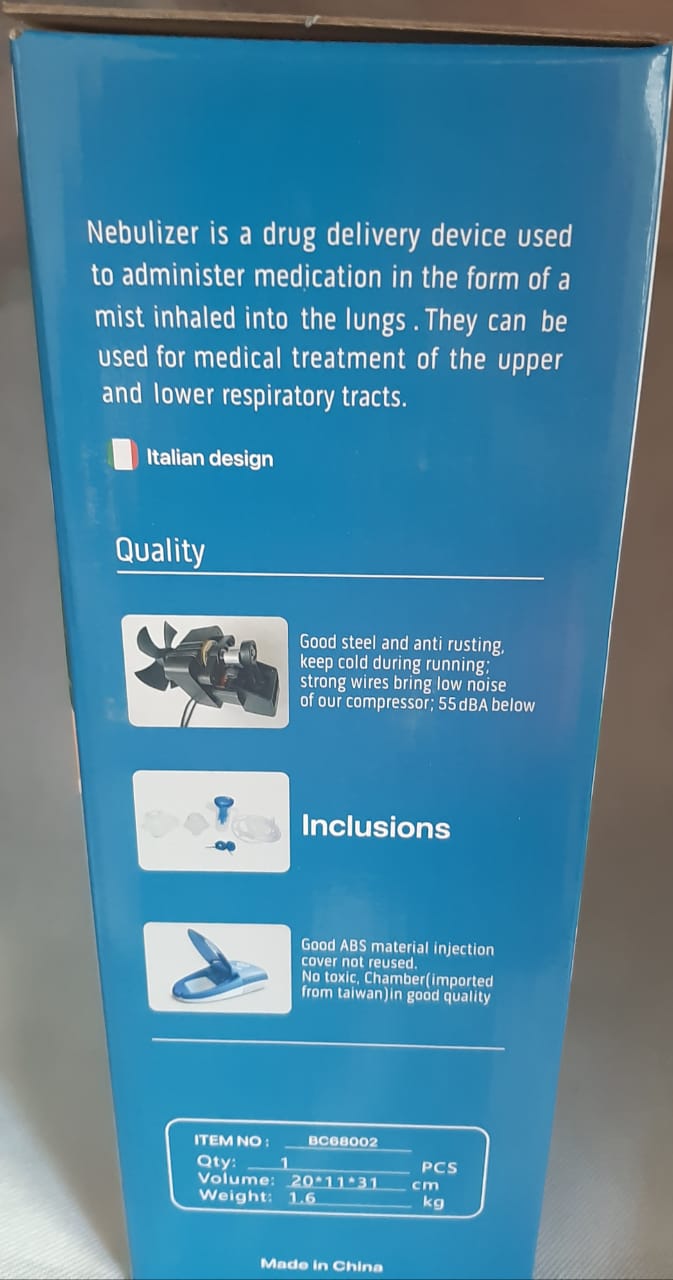 Nebulizer is a drug delivery device used
to administer medication in the form of a
mist inhaled into the lungs . They can be
used for medical treatment of the upper
and lower respiratory tracts.
Italian design
Quality
Good steel and anti rusting,
keep cold during running;
strong wires bring low noise
of our compressor; 55dBA below
Inclusions
Good ABS material injection
cover not reused.
No toxic, Chamber(imported
from taiwan)in good quality
ITEM NO : BC68002
Qty: 1 PCS
Volume: 20*11*31 cm
Weight: 1.6 kg
Made in China